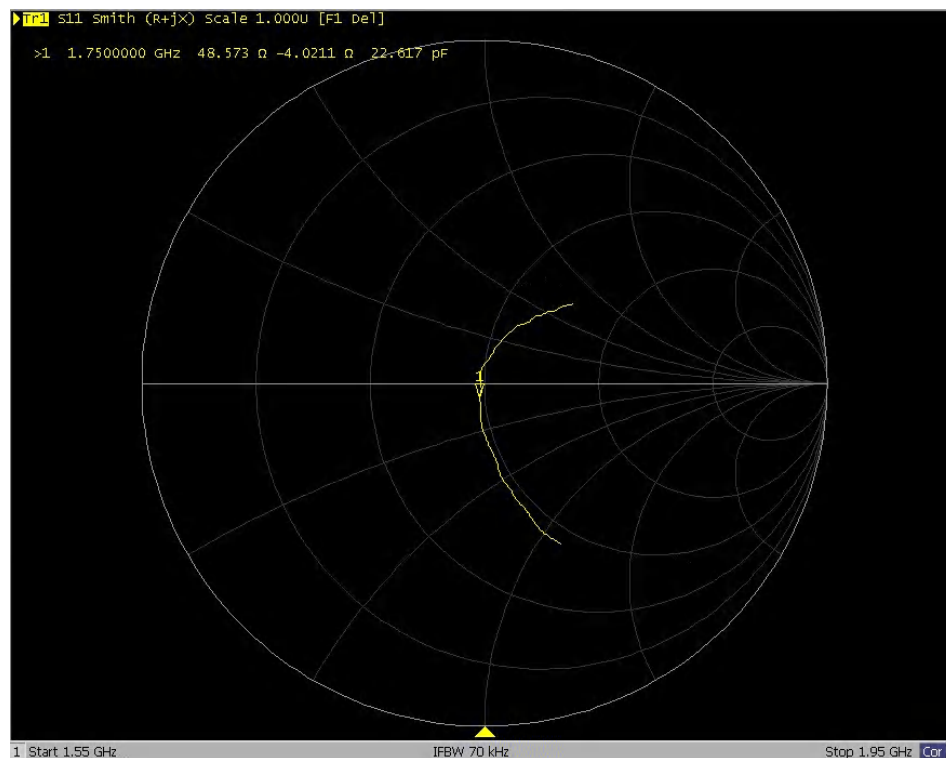 Tr1 S11 Smith (R+jX) Scale 1.000U [F1 Del]
>1 1.7500000 GHz 48.573 Ω -4.0211 Ω 22.617 pF
1
1 Start 1.55 GHz IFBW 70 kHz Stop 1.95 GHz Cor